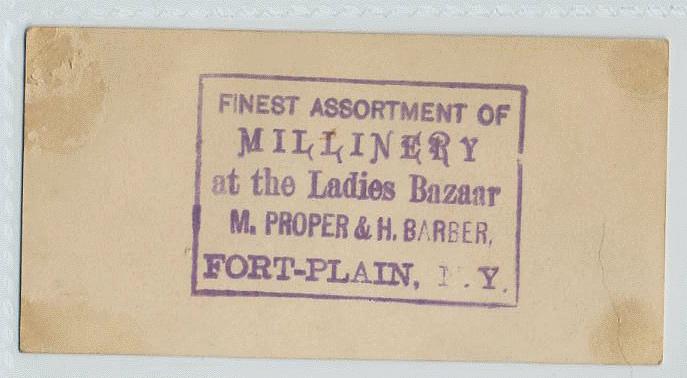 FINEST ASSORTMENT OF
MILLINERY
at the Ladies Bazaar
M. PROPER & H. BARBER,
FORT-PLAIN, N.Y.